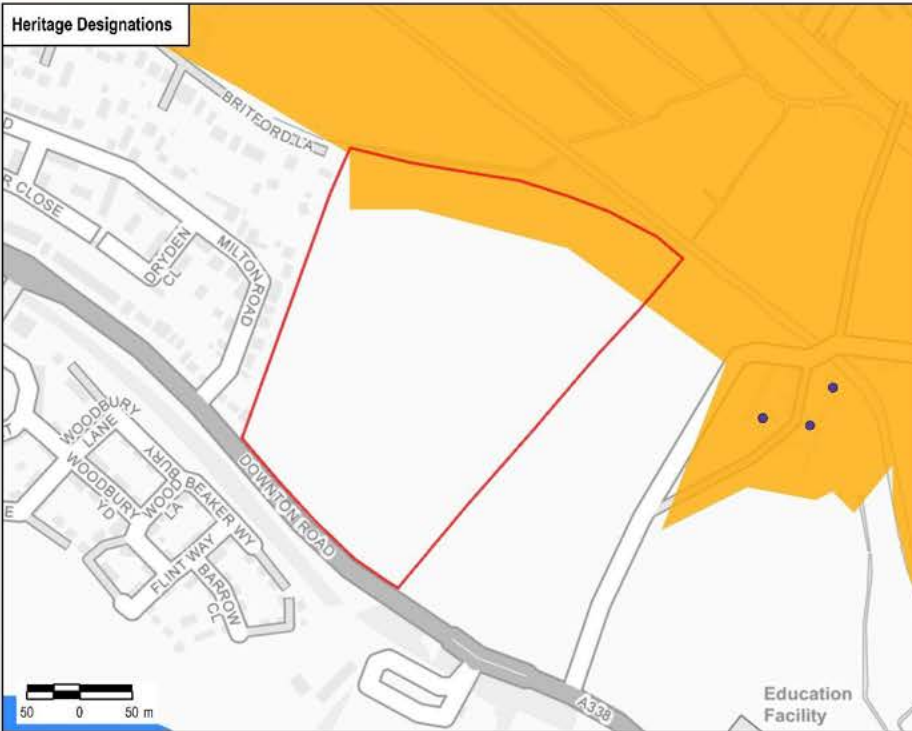 Heritage Designations
BRITFORD LA
D
R CLOSE
DRYDEN
CL
MILTON ROAD
WOODBURY
LANE
T
WOODBURY
YD
WOOD
LA
BURY
BEAKER WY
E
FLINT WAY
BARROW
CL
DOWNTON ROAD
A338
50 0 50 m
Education
Facility